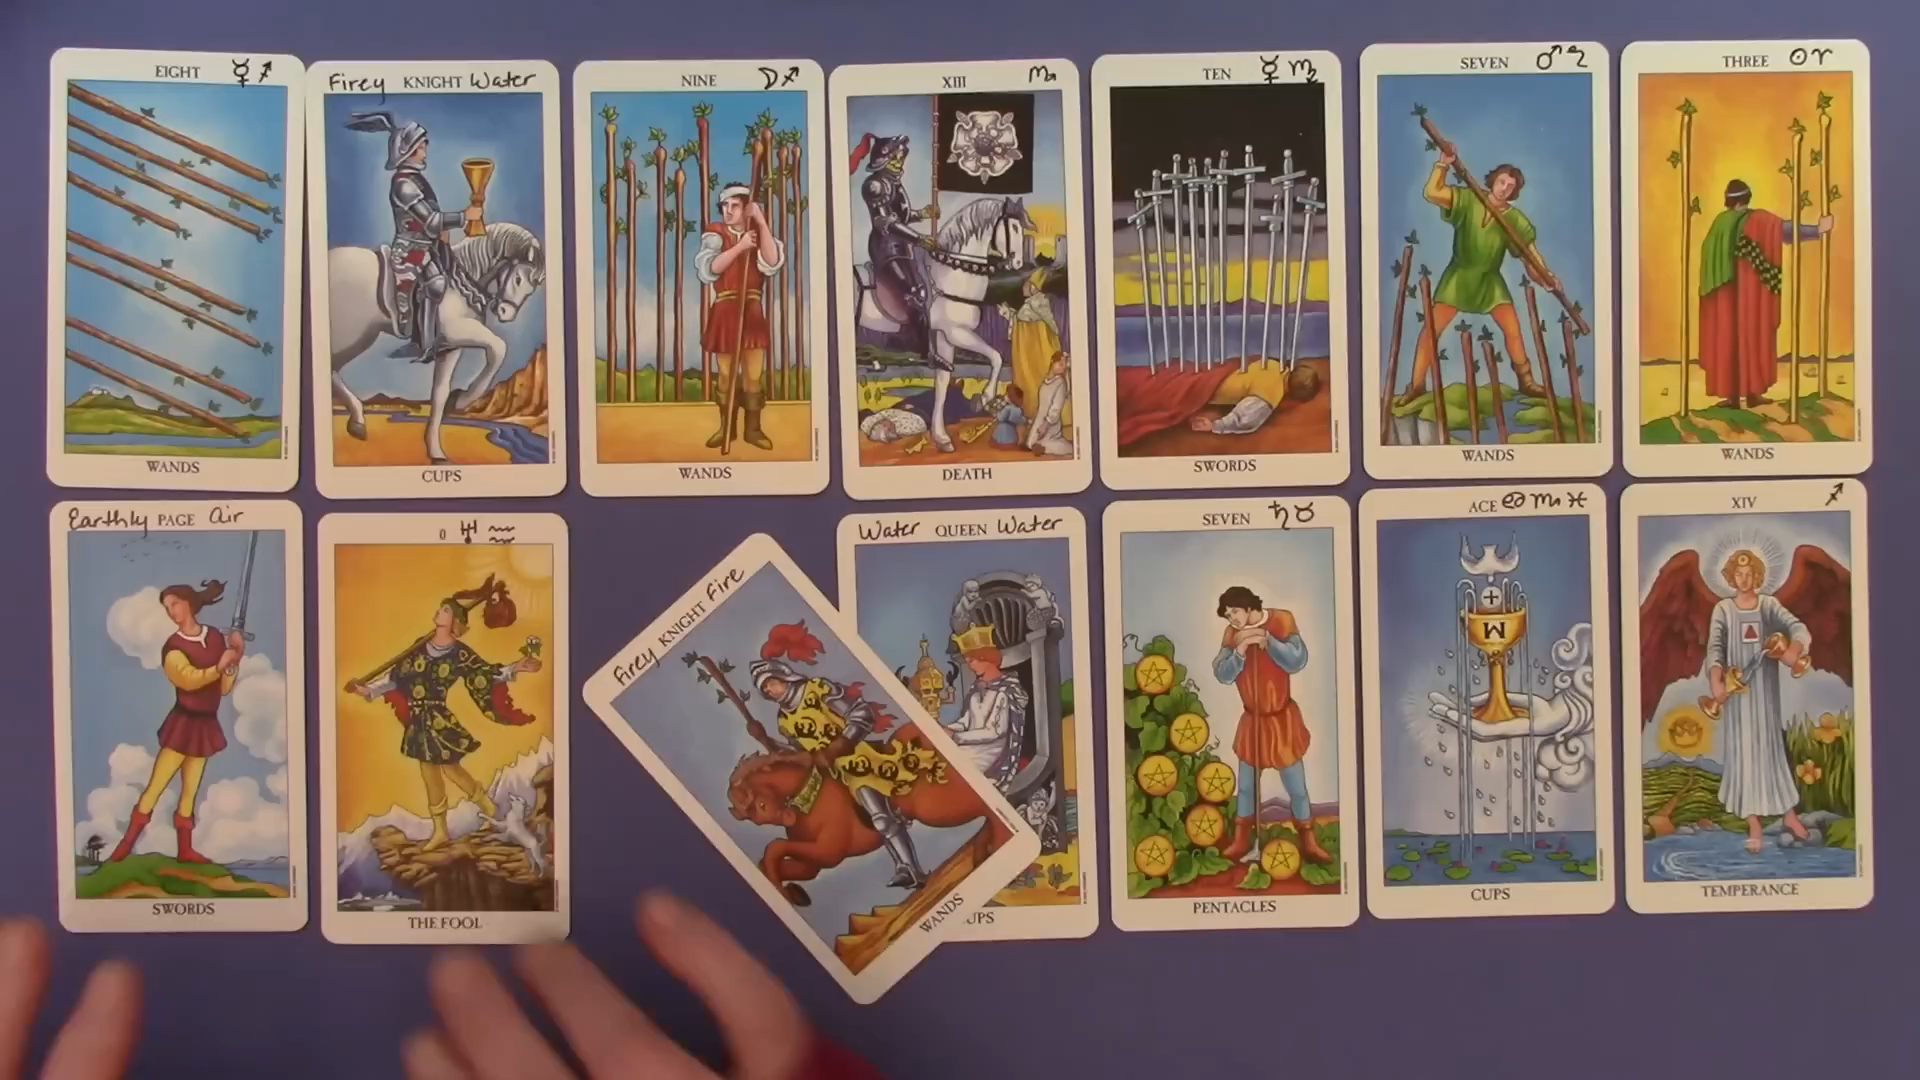 EIGHT ☿ ♐
WANDS
Firey KNIGHT Water
CUPS
NINE ☽ ♐
WANDS
XIII ♏
DEATH
TEN ☿ ♍
SWORDS
SEVEN ♂ ♌
WANDS
THREE ☉ ♈
WANDS
Earthly PAGE Air
SWORDS
0 ♅ ♒
THE FOOL
Firey KNIGHT Fire
WANDS
Water QUEEN Water
UPS
SEVEN ♄ ♉
PENTACLES
ACE ♋ ♏ ♓
CUPS
XIV ♐
TEMPERANCE